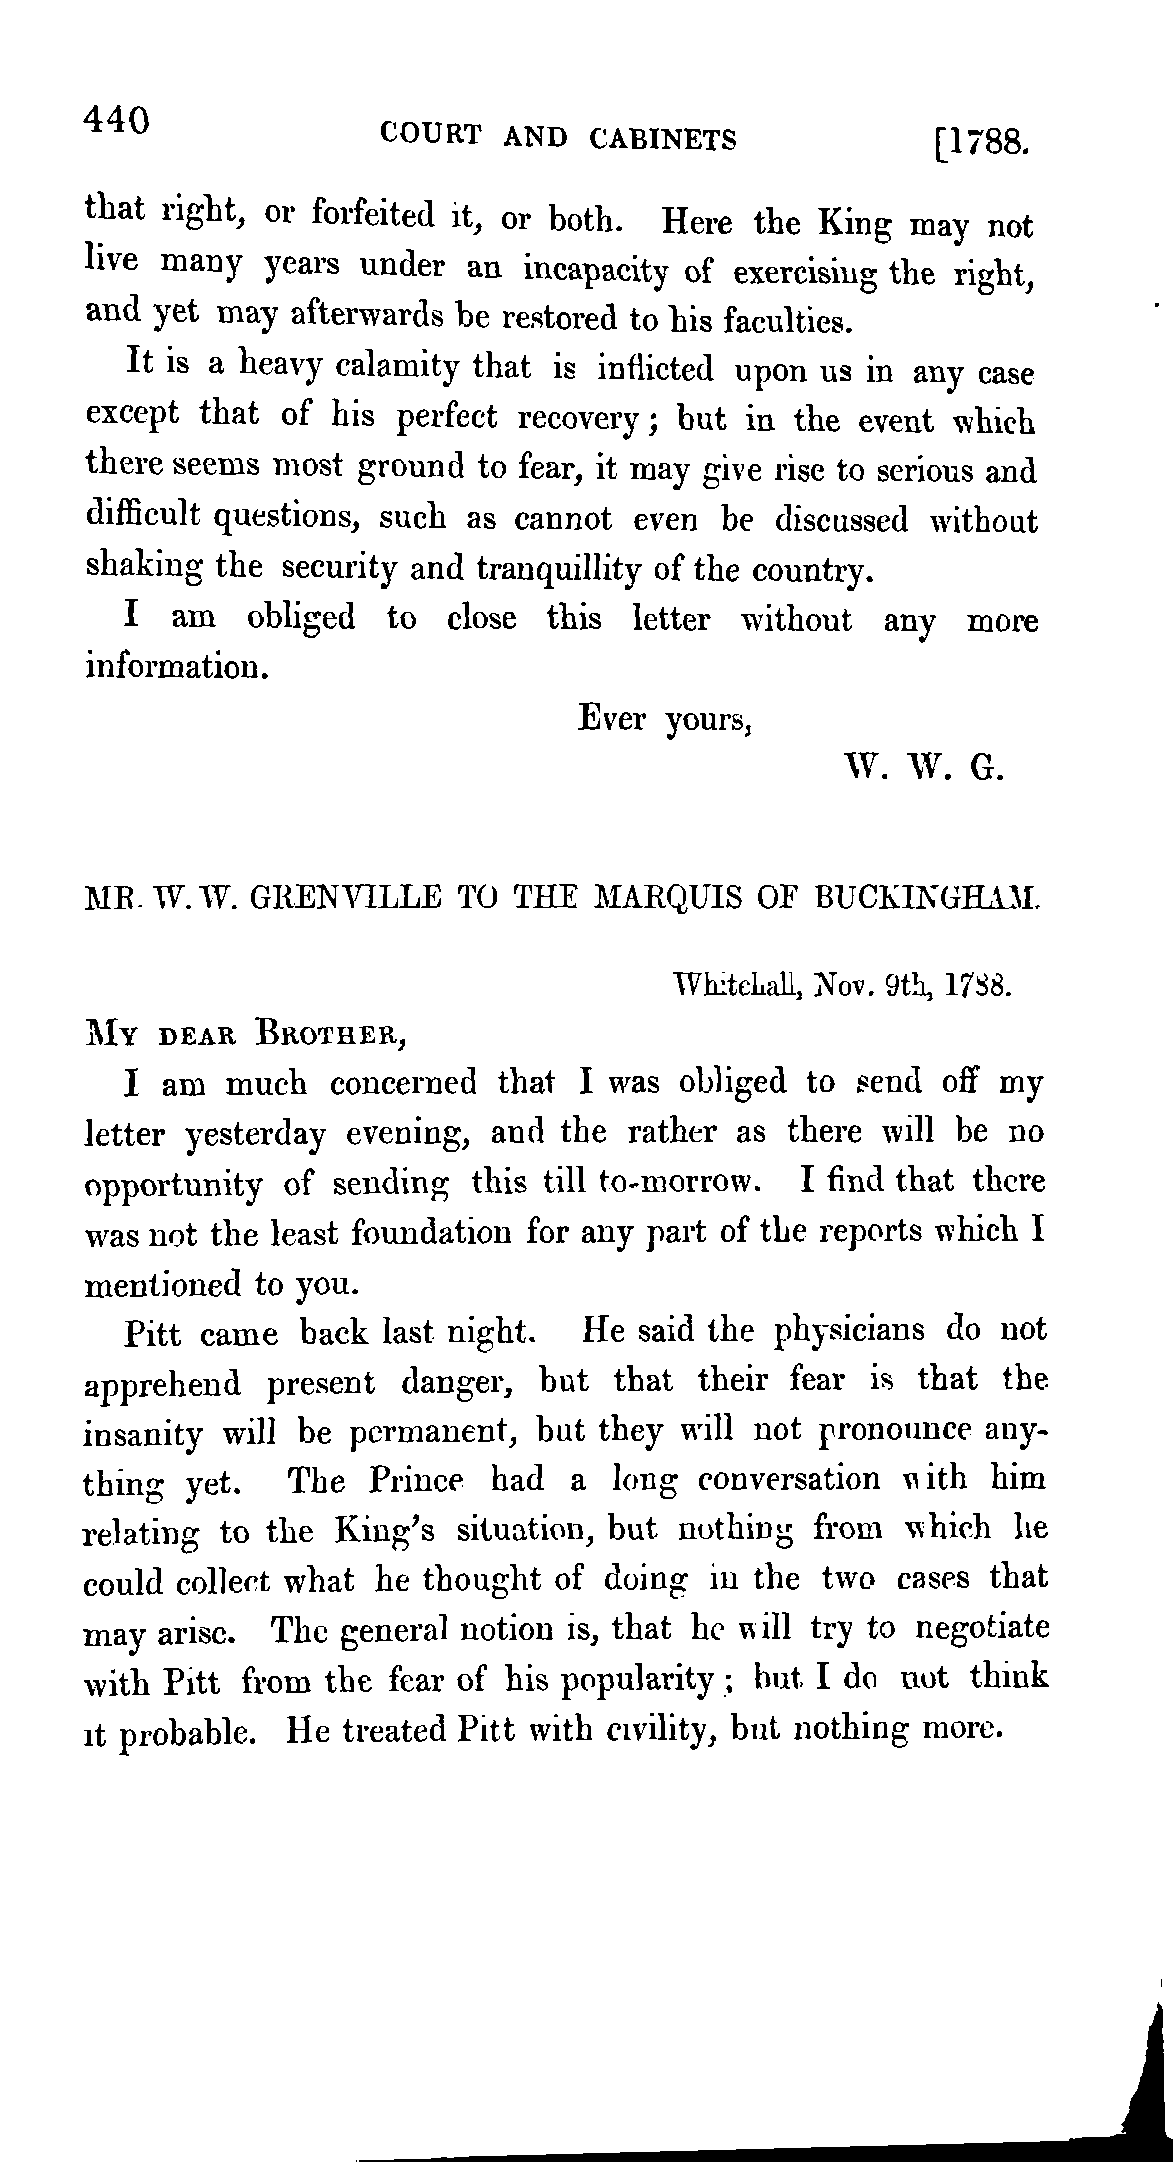 440
COURT AND CABINETS
[1788.
that right, or forfeited it, or both. Here the King may not
live many years under an incapacity of exercising the right,
and yet may afterwards be restored to his faculties.
It is a heavy calamity that is inflicted upon us in any case
except that of his perfect recovery; but in the event which
there seems most ground to fear, it may give rise to serious and
difficult questions, such as cannot even be discussed without
shaking the security and tranquillity of the country.
I am obliged to close this letter without any more
information.
Ever yours,
W. W. G.
MR. W. W. GRENVILLE TO THE MARQUIS OF BUCKINGHAM.
Whitehall, Nov. 9th, 1788.
MY DEAR BROTHER,
I am much concerned that I was obliged to send off my
letter yesterday evening, and the rather as there will be no
opportunity of sending this till to-morrow. I find that there
was not the least foundation for any part of the reports which I
mentioned to you.
Pitt came back last night. He said the physicians do not
apprehend present danger, but that their fear is that the
insanity will be permanent, but they will not pronounce any-
thing yet. The Prince had a long conversation with him
relating to the King's situation, but nothing from which he
could collect what he thought of doing in the two cases that
may arise. The general notion is, that he will try to negotiate
with Pitt from the fear of his popularity; but I do not think
it probable. He treated Pitt with civility, but nothing more.